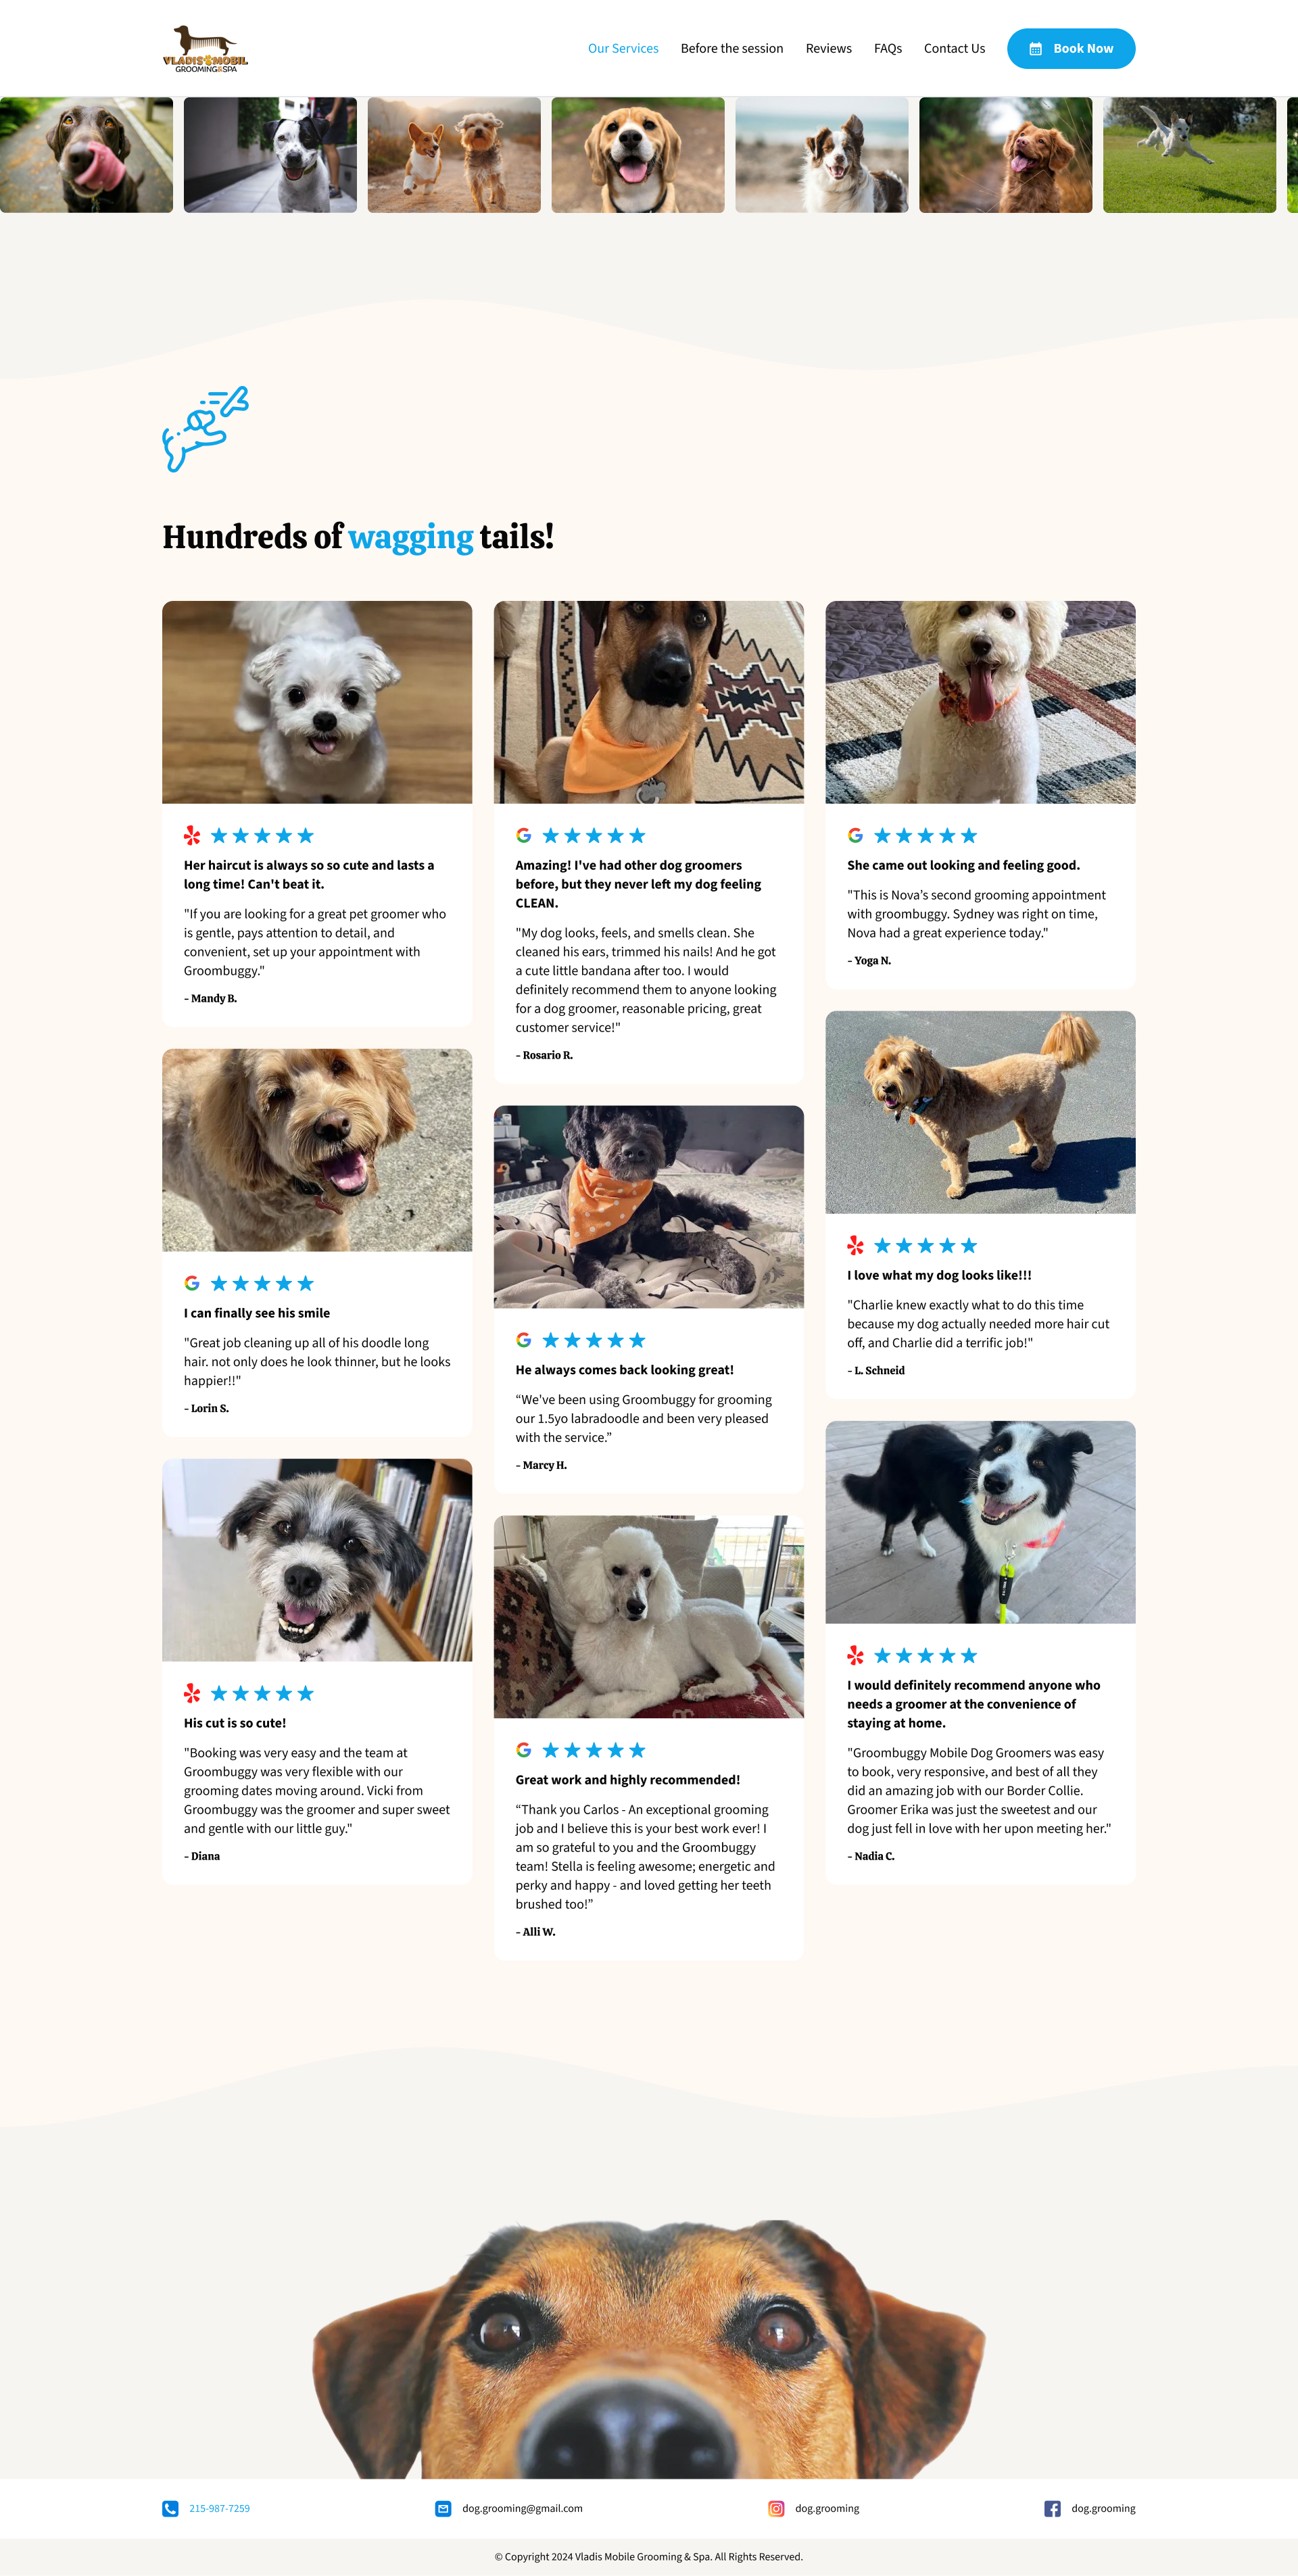 VLADIS MOBIL
GROOMING&SPA
Our Services
Before the session
Reviews
FAQs
Contact Us
Book Now
Hundreds of wagging tails!
Her haircut is always so so cute and lasts a
long time! Can't beat it.
"If you are looking for a great pet groomer who
is gentle, pays attention to detail, and
convenient, set up your appointment with
Groombuggy."
- Mandy B.
I can finally see his smile
"Great job cleaning up all of his doodle long
hair. not only does he look thinner, but he looks
happier!!"
- Lorin S.
His cut is so cute!
"Booking was very easy and the team at
Groombuggy was very flexible with our
grooming dates moving around. Vicki from
Groombuggy was the groomer and super sweet
and gentle with our little guy."
- Diana
Amazing! I've had other dog groomers
before, but they never left my dog feeling
CLEAN.
"My dog looks, feels, and smells clean. She
cleaned his ears, trimmed his nails! And he got
a cute little bandana after too. I would
definitely recommend them to anyone looking
for a dog groomer, reasonable pricing, great
customer service!"
- Rosario R.
He always comes back looking great!
“We've been using Groombuggy for grooming
our 1.5yo labradoodle and been very pleased
with the service.”
- Marcy H.
Great work and highly recommended!
“Thank you Carlos - An exceptional grooming
job and I believe this is your best work ever! I
am so grateful to you and the Groombuggy
team! Stella is feeling awesome; energetic and
perky and happy - and loved getting her teeth
brushed too!”
- Alli W.
She came out looking and feeling good.
"This is Nova’s second grooming appointment
with groombuggy. Sydney was right on time,
Nova had a great experience today."
- Yoga N.
I love what my dog looks like!!!
"Charlie knew exactly what to do this time
because my dog actually needed more hair cut
off, and Charlie did a terrific job!"
- L. Schneid
I would definitely recommend anyone who
needs a groomer at the convenience of
staying at home.
"Groombuggy Mobile Dog Groomers was easy
to book, very responsive, and best of all they
did an amazing job with our Border Collie.
Groomer Erika was just the sweetest and our
dog just fell in love with her upon meeting her."
- Nadia C.
215-987-7259
dog.grooming@gmail.com
dog.grooming
dog.grooming
© Copyright 2024 Vladis Mobile Grooming & Spa. All Rights Reserved.